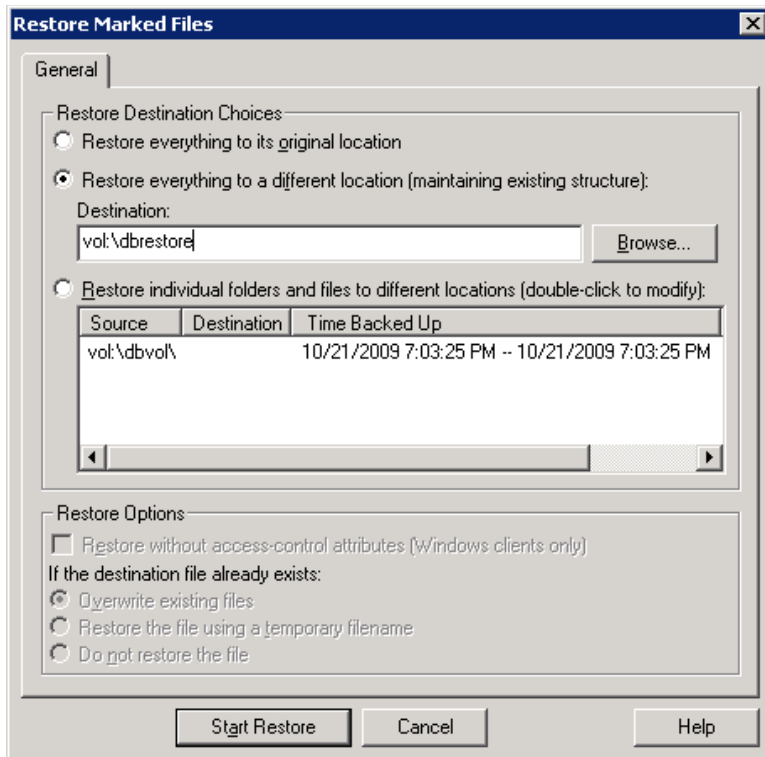 Restore Marked Files
General
Restore Destination Choices
Restore everything to its original location
Restore everything to a different location (maintaining existing structure):
Destination:
vol:\dbrestore
Browse...
Restore individual folders and files to different locations (double-click to modify):
Source Destination Time Backed Up
vol:\dbvol\ 10/21/2009 7:03:25 PM -- 10/21/2009 7:03:25 PM
Restore Options
Restore without access-control attributes (Windows clients only)
If the destination file already exists:
Overwrite existing files
Restore the file using a temporary filename
Do not restore the file
Start Restore Cancel Help